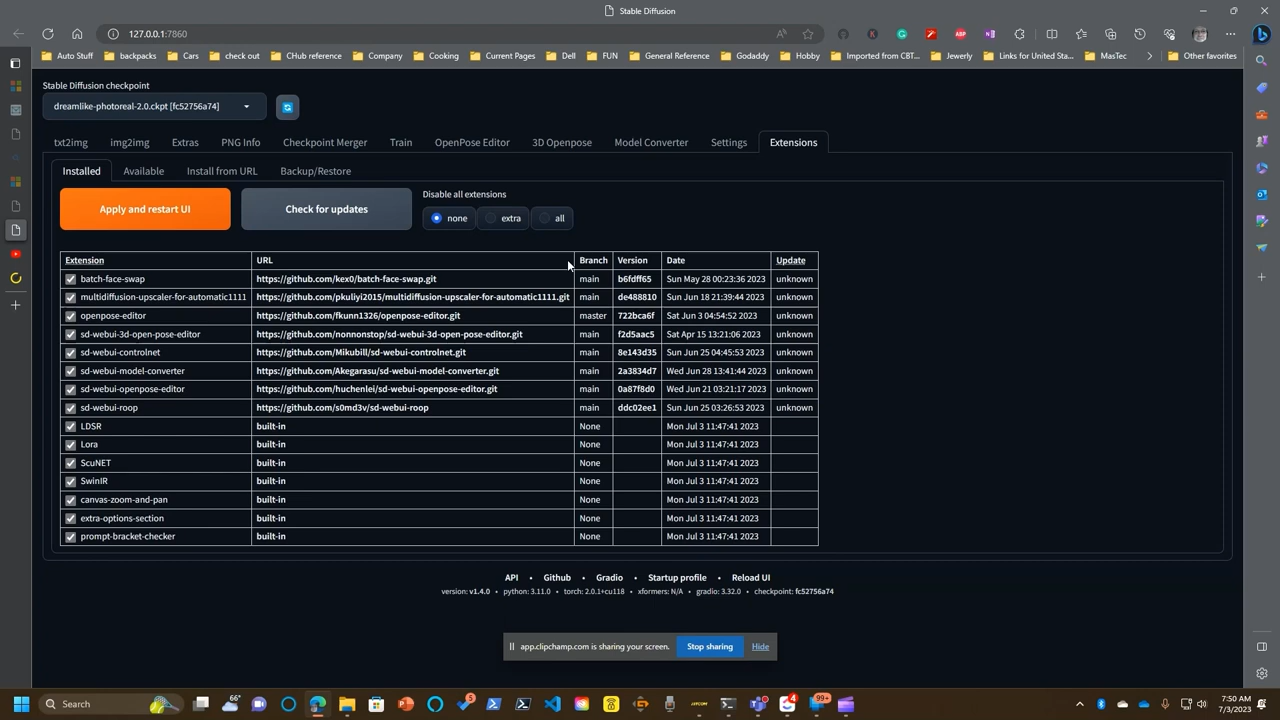 Stable Diffusion
127.0.0.1:7860
Auto Stuff backpacks Cars check out CHub reference Company Cooking Current Pages Dell FUN General Reference Godaddy Hobby Imported from CBT... Jewerly Links for United Sta... MasTec Other favorites
Stable Diffusion checkpoint
dreamlike-photoreal-2.0.ckpt [fc52756a74]
txt2img img2img Extras PNG Info Checkpoint Merger Train OpenPose Editor 3D Openpose Model Converter Settings Extensions
Installed Available Install from URL Backup/Restore
Disable all extensions
Apply and restart UI Check for updates none extra all
Extension URL Branch Version Date Update
batch-face-swap https://github.com/kex0/batch-face-swap.git main b6fdff65 Sun May 28 00:23:36 2023 unknown
multidiffusion-upscaler-for-automatic1111 https://github.com/pkuliyi2015/multidiffusion-upscaler-for-automatic1111.git main de488810 Sun Jun 18 21:39:44 2023 unknown
openpose-editor https://github.com/fkunn1326/openpose-editor.git master 722bca6f Sat Jun 3 04:54:52 2023 unknown
sd-webui-3d-open-pose-editor https://github.com/nonnonstop/sd-webui-3d-open-pose-editor.git main f2d5aac5 Sat Apr 15 13:21:06 2023 unknown
sd-webui-controlnet https://github.com/Mikubill/sd-webui-controlnet.git main 8e143d35 Sun Jun 25 04:45:53 2023 unknown
sd-webui-model-converter https://github.com/Akegarasu/sd-webui-model-converter.git main 2a3834d7 Wed Jun 28 13:41:44 2023 unknown
sd-webui-openpose-editor https://github.com/huchenlei/sd-webui-openpose-editor.git main 0a87f8d0 Wed Jun 21 03:21:17 2023 unknown
sd-webui-roop https://github.com/s0md3v/sd-webui-roop main ddc02ee1 Sun Jun 25 03:26:53 2023 unknown
LDSR built-in None Mon Jul 3 11:47:41 2023
Lora built-in None Mon Jul 3 11:47:41 2023
ScuNET built-in None Mon Jul 3 11:47:41 2023
SwinIR built-in None Mon Jul 3 11:47:41 2023
canvas-zoom-and-pan built-in None Mon Jul 3 11:47:41 2023
extra-options-section built-in None Mon Jul 3 11:47:41 2023
prompt-bracket-checker built-in None Mon Jul 3 11:47:41 2023
API • Github • Gradio • Startup profile • Reload UI
version: v1.4.0 • python: 3.11.0 • torch: 2.0.1+cu118 • xformers: N/A • gradio: 3.32.0 • checkpoint: fc52756a74
app.clipchamp.com is sharing your screen. Stop sharing Hide
Search 66° 5 4 99+ 7:50 AM
7/3/2023